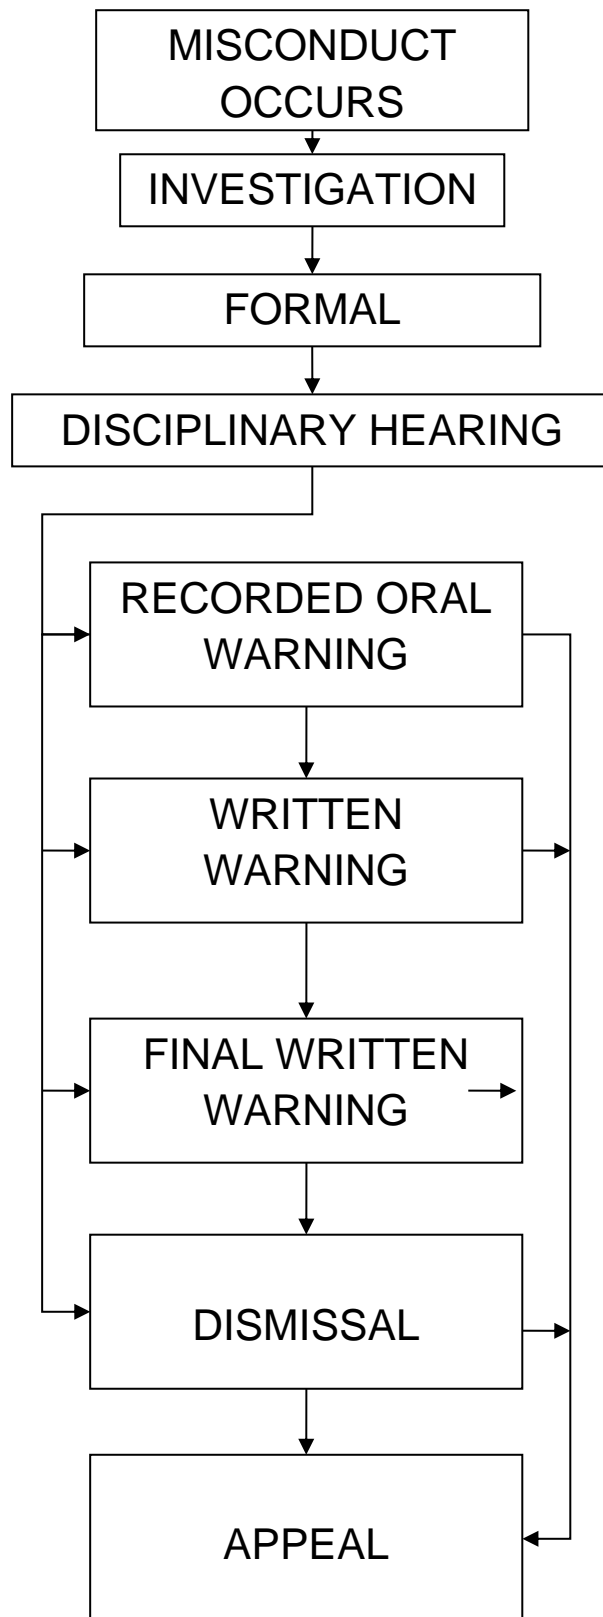 MISCONDUCT
OCCURS
INVESTIGATION
FORMAL
DISCIPLINARY HEARING
RECORDED ORAL
WARNING
WRITTEN
WARNING
FINAL WRITTEN
WARNING
DISMISSAL
APPEAL